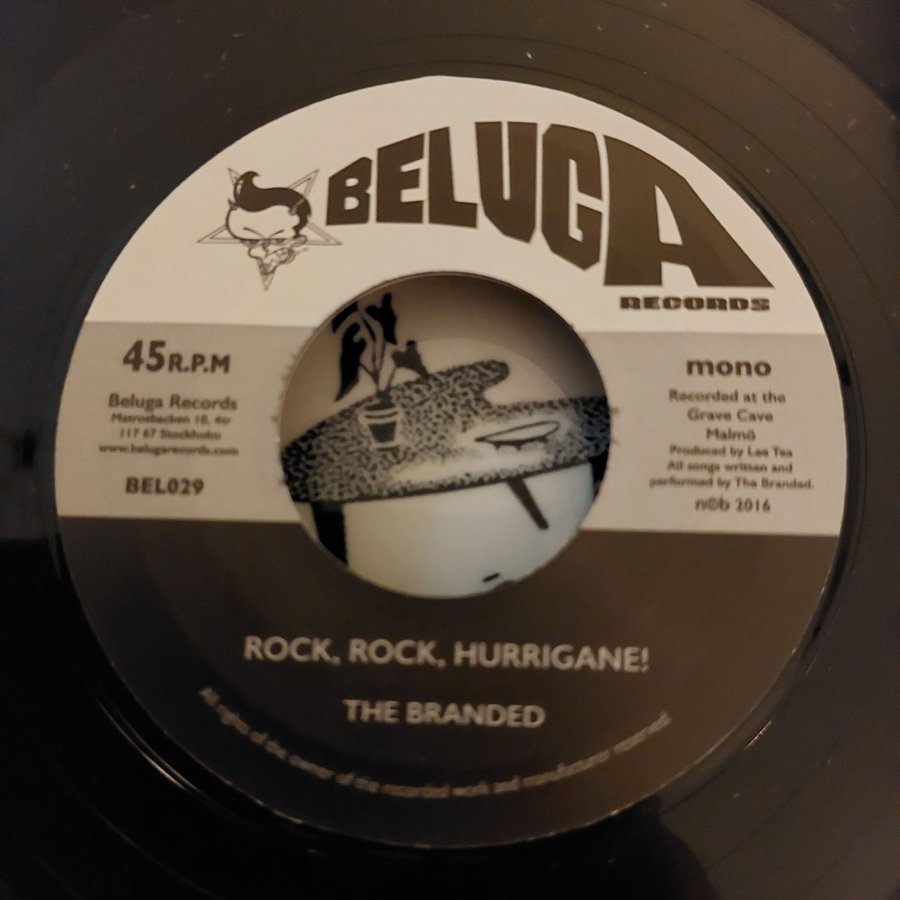 BELUGA
RECORDS
45 R.P.M
Beluga Records
Matrosbacken 10, 4tr
117 67 Stockholm
www.belugarecords.com
BEL029
mono
Recorded at the
Grave Cave
Malmö
Produced by Lea Tea
All songs written and
performed by The Branded.
n©b 2016
ROCK, ROCK, HURRIGANE!
THE BRANDED
All rights of the owner of the recorded work and manufacturer reserved.